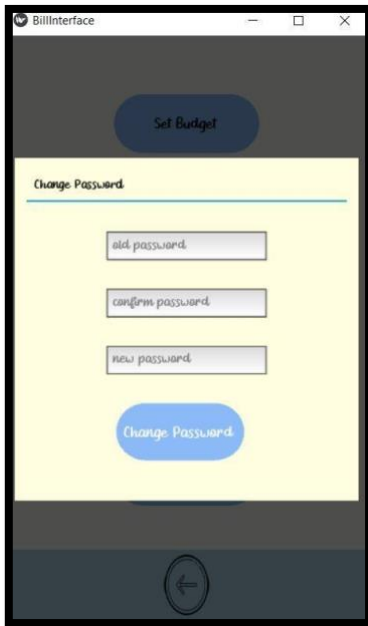 BillInterface
Set Budget
Change Password
old password
confirm password
new password
Change Password